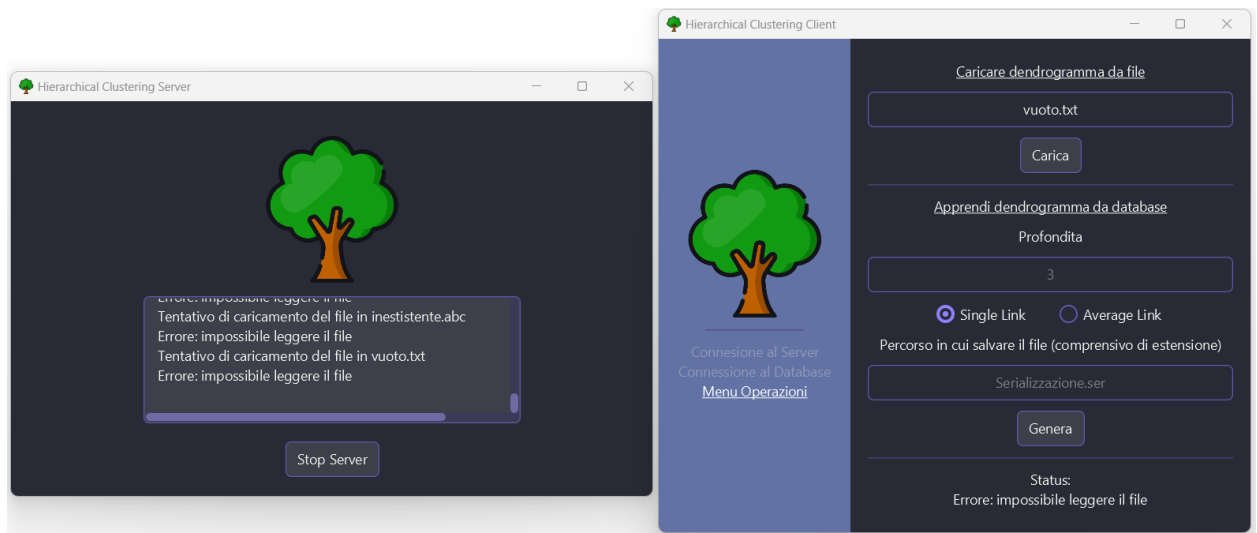 Hierarchical Clustering Server
Errore: impossibile leggere il file
Tentativo di caricamento del file in inestistente.abc
Errore: impossibile leggere il file
Tentativo di caricamento del file in vuoto.txt
Errore: impossibile leggere il file
Stop Server
Hierarchical Clustering Client
Connesione al Server
Connessione al Database
Menu Operazioni
Caricare dendrogramma da file
vuoto.txt
Carica
Apprendi dendrogramma da database
Profondita
3
Single Link
Average Link
Percorso in cui salvare il file (comprensivo di estensione)
Serializzazione.ser
Genera
Status:
Errore: impossibile leggere il file